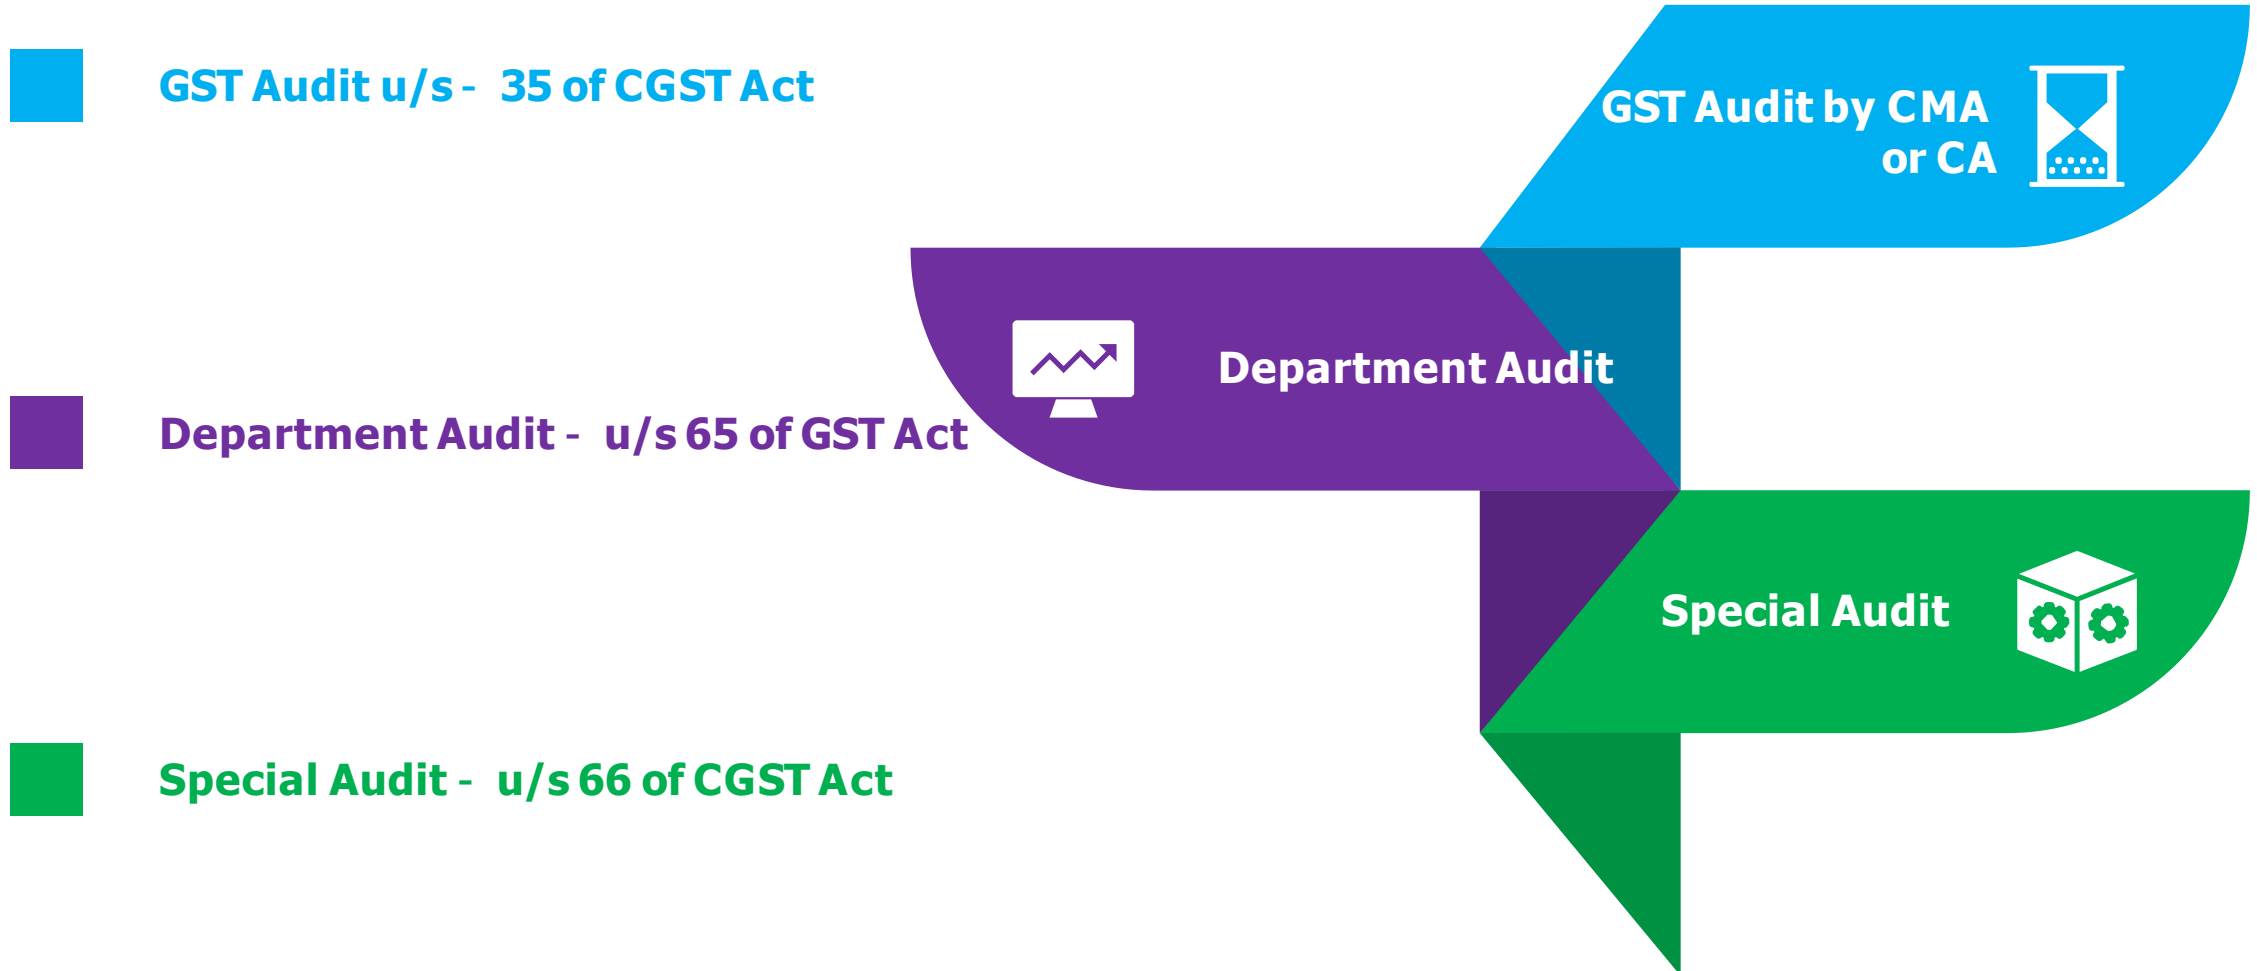 GST Audit u/s - 35 of CGST Act
GST Audit by CMA
or CA
Department Audit
Department Audit - u/s 65 of GST Act
Special Audit
Special Audit - u/s 66 of CGST Act